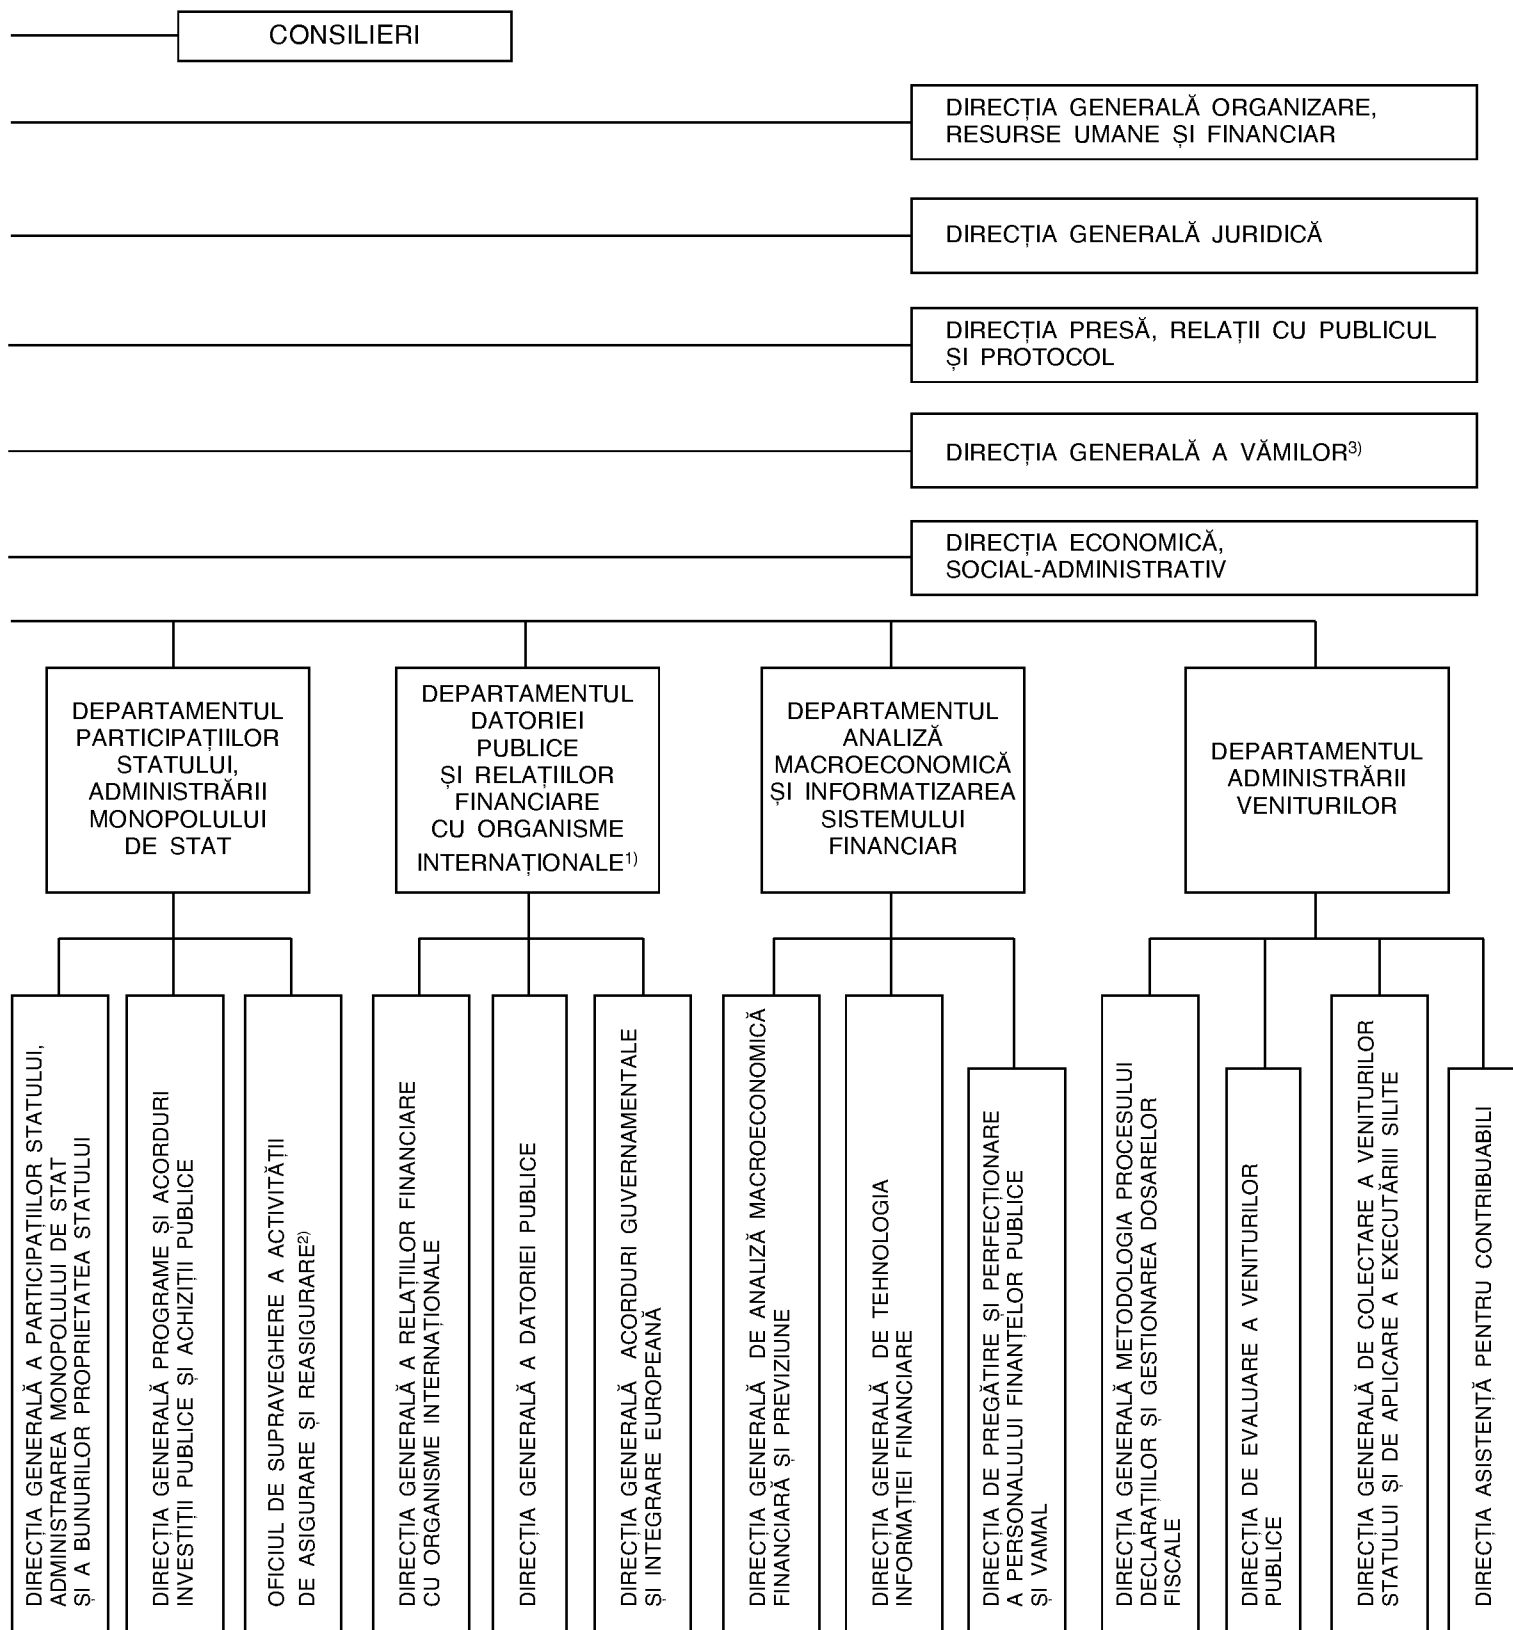 CONSILIERI
DIRECȚIA GENERALĂ ORGANIZARE,
RESURSE UMANE ȘI FINANCIAR
DIRECȚIA GENERALĂ JURIDICĂ
DIRECȚIA PRESĂ, RELAȚII CU PUBLICUL
ȘI PROTOCOL
DIRECȚIA GENERALĂ A VĂMILOR3)
DIRECȚIA ECONOMICĂ,
SOCIAL-ADMINISTRATIV
DEPARTAMENTUL
PARTICIPAȚIILOR
STATULUI,
ADMINISTRĂRII
MONOPOLULUI
DE STAT
DEPARTAMENTUL
DATORIEI
PUBLICE
ȘI RELAȚIILOR
FINANCIARE
CU ORGANISME
INTERNAȚIONALE1)
DEPARTAMENTUL
ANALIZĂ
MACROECONOMICĂ
ȘI INFORMATIZAREA
SISTEMULUI
FINANCIAR
DEPARTAMENTUL
ADMINISTRĂRII
VENITURILOR
DIRECȚIA GENERALĂ A PARTICIPAȚIILOR STATULUI,
ADMINISTRAREA MONOPOLULUI DE STAT
ȘI A BUNURILOR PROPRIETATEA STATULUI
DIRECȚIA GENERALĂ PROGRAME ȘI ACORDURI
INVESTIȚII PUBLICE ȘI ACHIZIȚII PUBLICE
OFICIUL DE SUPRAVEGHERE A ACTIVITĂȚII
DE ASIGURARE ȘI REASIGURARE2)
DIRECȚIA GENERALĂ A RELAȚIILOR FINANCIARE
CU ORGANISME INTERNAȚIONALE
DIRECȚIA GENERALĂ A DATORIEI PUBLICE
DIRECȚIA GENERALĂ ACORDURI GUVERNAMENTALE
ȘI INTEGRARE EUROPEANĂ
DIRECȚIA GENERALĂ DE ANALIZĂ MACROECONOMICĂ
FINANCIARĂ ȘI PREVIZIUNE
DIRECȚIA GENERALĂ DE TEHNOLOGIA
INFORMAȚIEI FINANCIARE
DIRECȚIA DE PREGĂTIRE ȘI PERFECȚIONARE
A PERSONALULUI FINANȚELOR PUBLICE
ȘI VAMAL
DIRECȚIA GENERALĂ METODOLOGIA PROCESULUI
DECLARAȚIILOR ȘI GESTIONAREA DOSARELOR
FISCALE
DIRECȚIA DE EVALUARE A VENITURILOR
PUBLICE
DIRECȚIA GENERALĂ DE COLECTARE A VENITURILOR
STATULUI ȘI DE APLICARE A EXECUTĂRIII SILITE
DIRECȚIA ASISTENȚĂ PENTRU CONTRIBUABILI